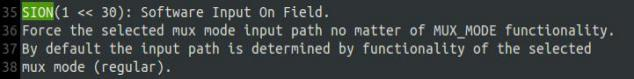 35 SION(1 << 30): Software Input On Field.
36 Force the selected mux mode input path no matter of MUX_MODE functionality.
37 By default the input path is determined by functionality of the selected
38 mux mode (regular).